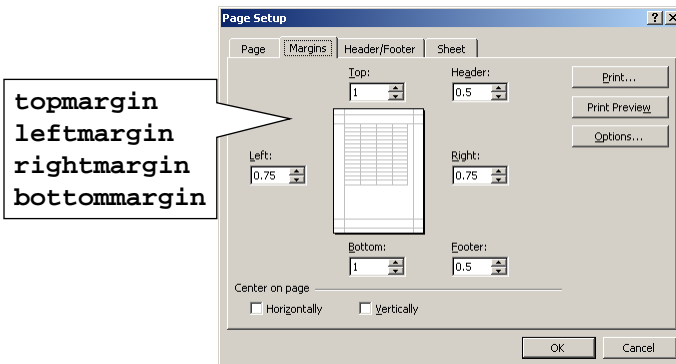 Page Setup
Page Margins Header/Footer Sheet
topmargin
leftmargin
rightmargin
bottommargin
Top: Header:
1 0.5
Print...
Print Preview
Options...
Left: Right:
0.75 0.75
Bottom: Footer:
1 0.5
Center on page
Horizontally Vertically
OK Cancel